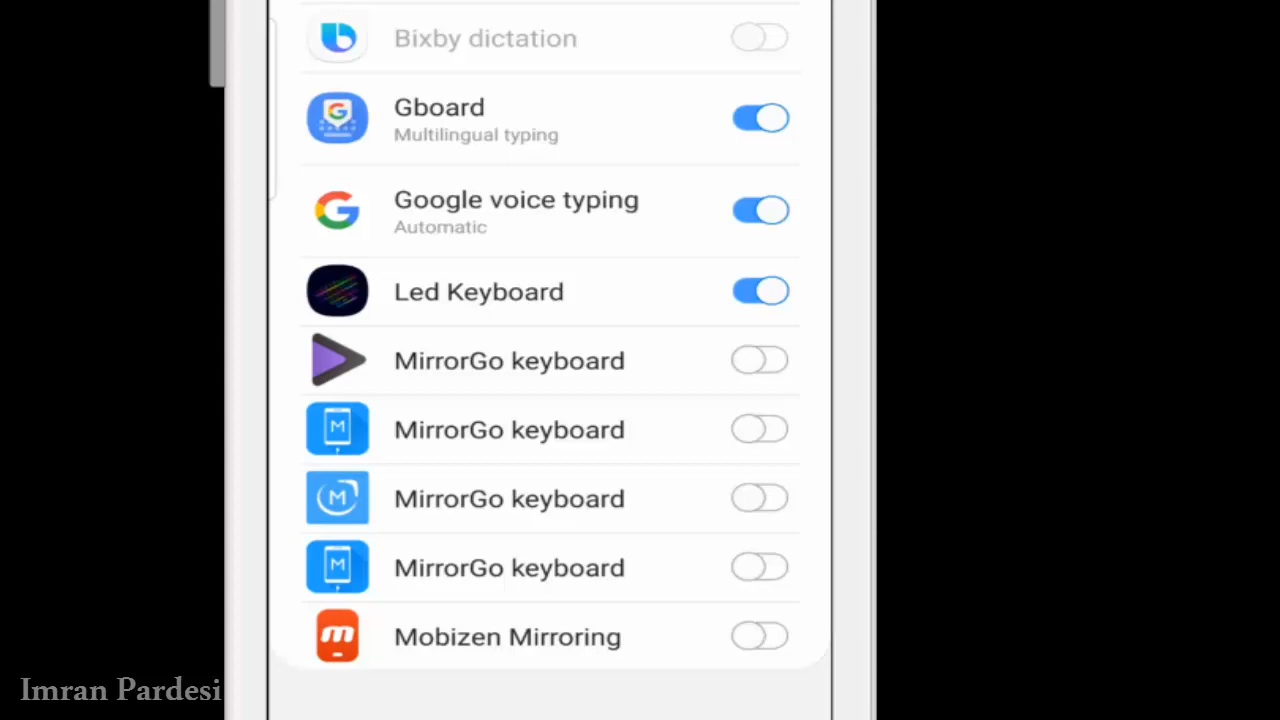 Bixby dictation
Gboard
Multilingual typing
Google voice typing
Automatic
Led Keyboard
MirrorGo keyboard
MirrorGo keyboard
MirrorGo keyboard
MirrorGo keyboard
Mobizen Mirroring
Imran Pardesi